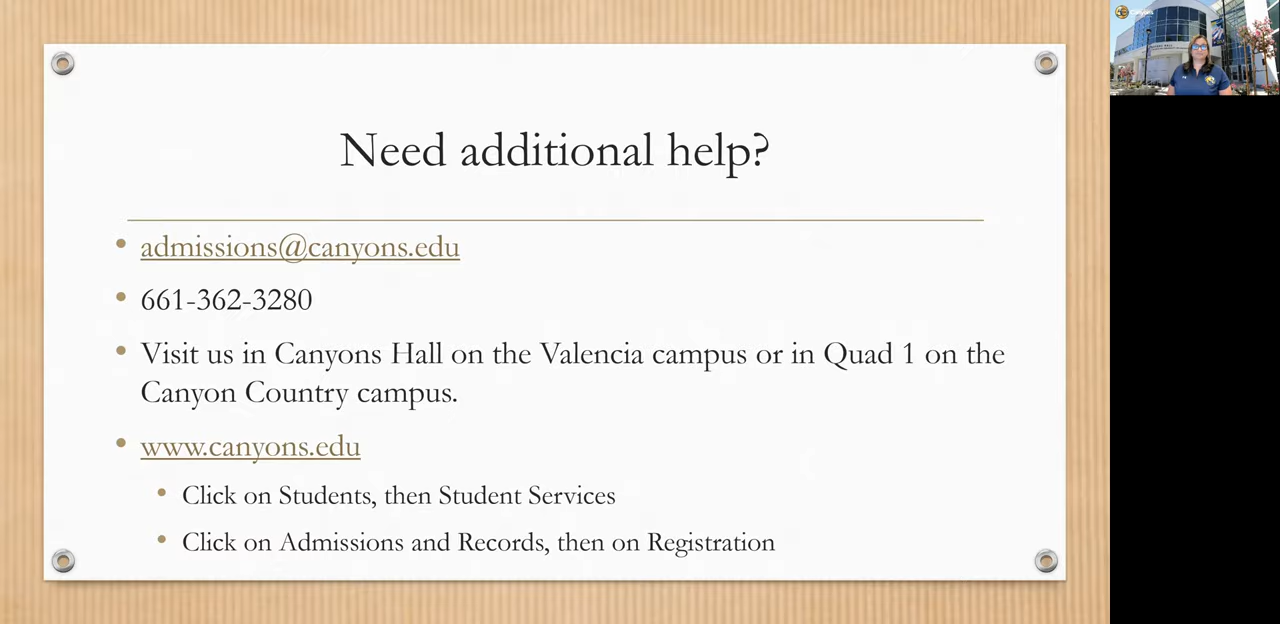 Need additional help?
admissions@canyons.edu
661-362-3280
Visit us in Canyons Hall on the Valencia campus or in Quad 1 on the
Canyon Country campus.
www.canyons.edu
Click on Students, then Student Services
Click on Admissions and Records, then on Registration